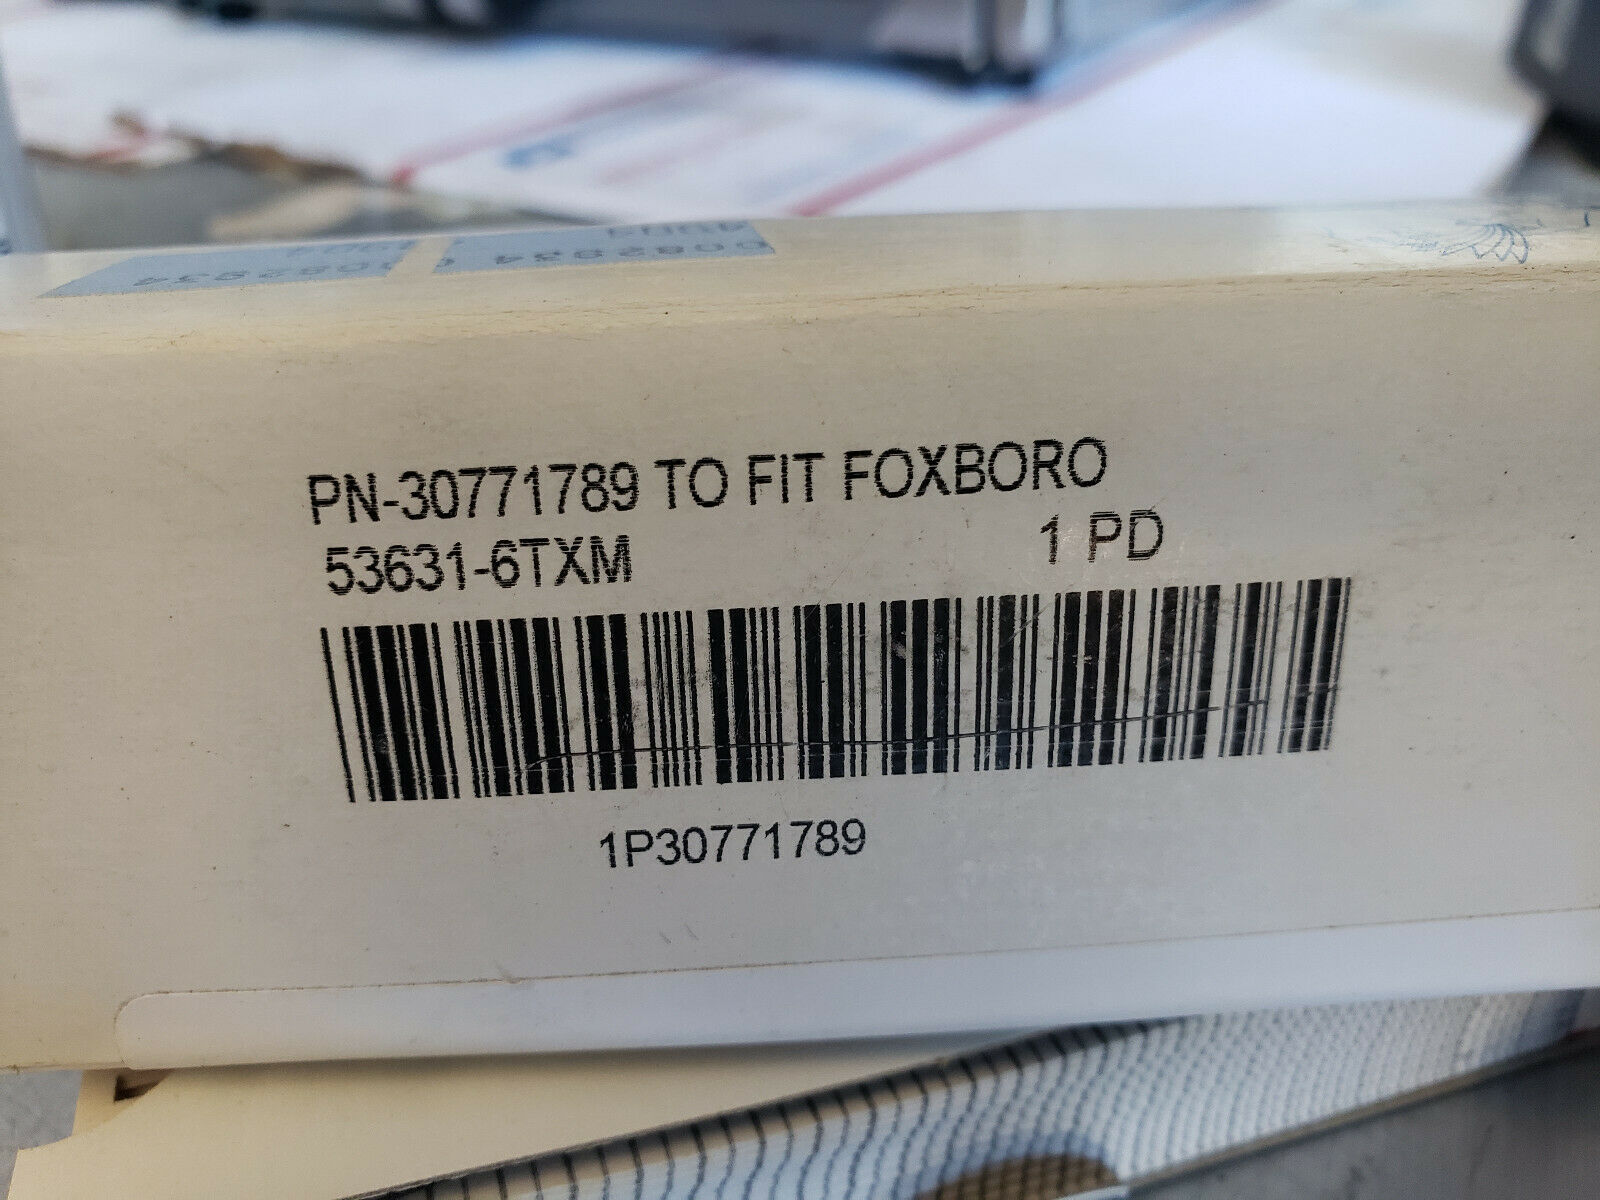 PN-30771789 TO FIT FOXBORO
53631-6TXM 1 PD
1P30771789